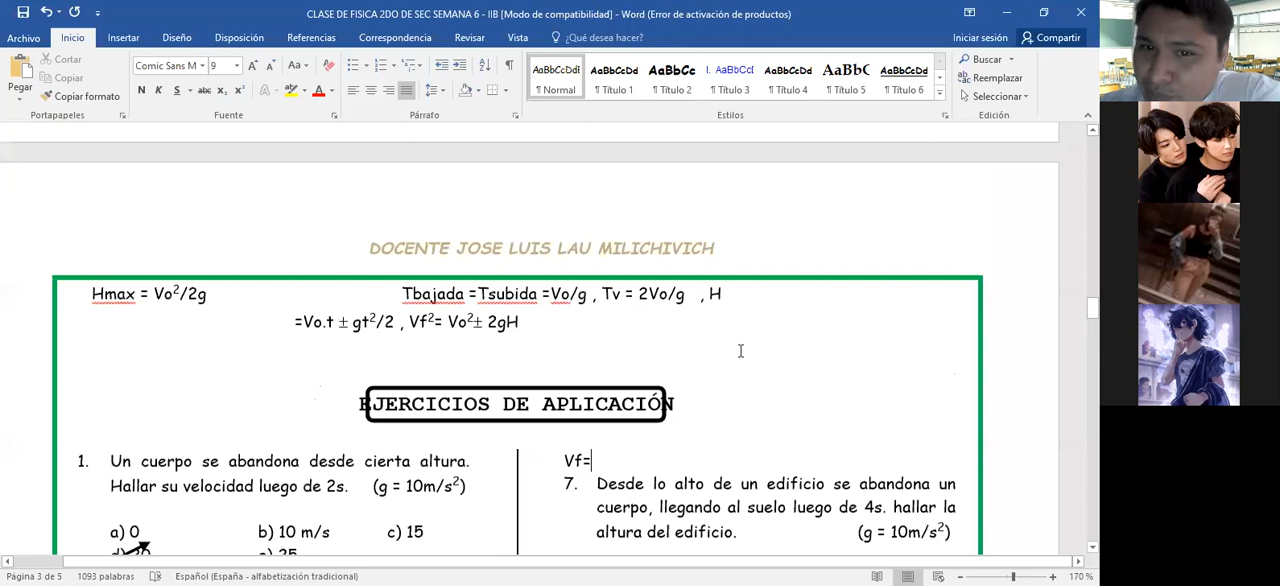 CLASE DE FISICA 2DO DE SEC SEMANA 6 - IIB [Modo de compatibilidad] - Word (Error de activación de productos)
Archivo Inicio Insertar Diseño Disposición Referencias Correspondencia Revisar Vista ¿Qué desea hacer? Iniciar sesión Compartir
Pegar
Cortar
Copiar
Copiar formato
Portapapeles
Comic Sans M 9
N K S abc x₂ x²
Fuente
Párrafo
AaBbCcDdI AaBbCcDd AaBbCc I. AaBbCcI AaBbCcDd AaBbC AaBbCcDd
¶ Normal ¶ Título 1 ¶ Título 2 ¶ Título 3 ¶ Título 4 ¶ Título 5 ¶ Título 6
Estilos
Buscar
Reemplazar
Seleccionar
Edición
DOCENTE JOSE LUIS LAU MILICHIVICH
Hmax = Vo²/2g Tbajada =Tsubida =Vo/g , Tv = 2Vo/g , H
=Vo.t ± gt²/2 , Vf²= Vo²± 2gH
EJERCICIOS DE APLICACIÓN
1. Un cuerpo se abandona desde cierta altura.
Hallar su velocidad luego de 2s. (g = 10m/s²)
a) 0 b) 10 m/s c) 15
Vf=
7. Desde lo alto de un edificio se abandona un
cuerpo, llegando al suelo luego de 4s. hallar la
altura del edificio. (g = 10m/s²)
Página 3 de 5 1093 palabras Español (España - alfabetización tradicional) 170 %